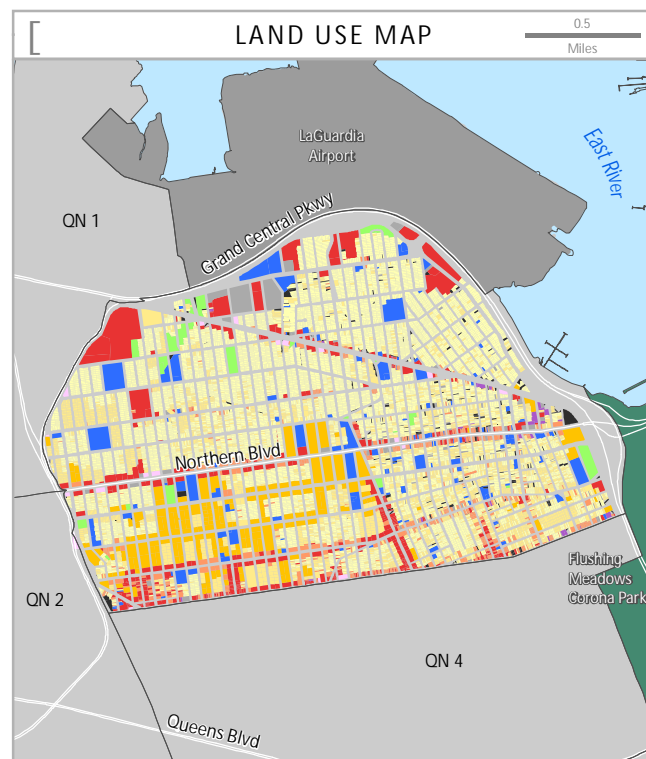 [ LAND USE MAP
0.5
Miles
LaGuardia
Airport
East River
QN 1
Grand Central Pkwy
Northern Blvd
Flushing
Meadows
Corona Park
QN 2
QN 4
Queens Blvd